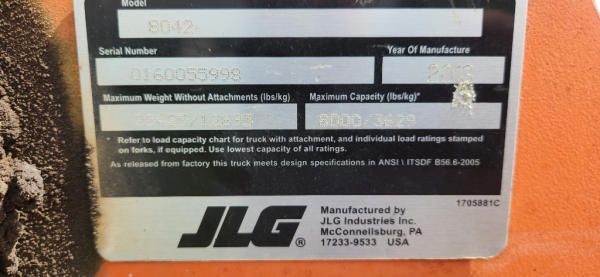 Model
8042
Serial Number
0160055998
Year Of Manufacture
Maximum Weight Without Attachments (lbs/kg)
Maximum Capacity (lbs/kg)*
8000/3629
* Refer to load capacity chart for truck with attachment, and individual load ratings stamped
on forks, if equipped. Use lowest capacity of all ratings.
As released from factory this truck meets design specifications in ANSI \ ITSDF B56.6-2005
1705881C
JLG®
Manufactured by
JLG Industries Inc.
McConnellsburg, PA
17233-9533 USA